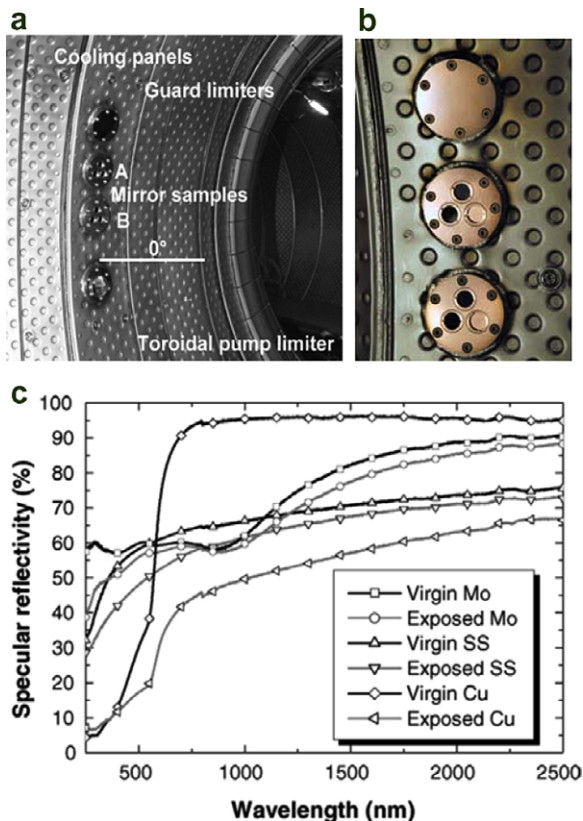 a
b
Cooling panels
Guard limiters
A
Mirror samples
B
0°
Toroidal pump limiter
c
Specular reflectivity (%)
100
90
80
70
60
50
40
30
20
10
0
Virgin Mo
Exposed Mo
Virgin SS
Exposed SS
Virgin Cu
Exposed Cu
500
1000
1500
2000
2500
Wavelength (nm)